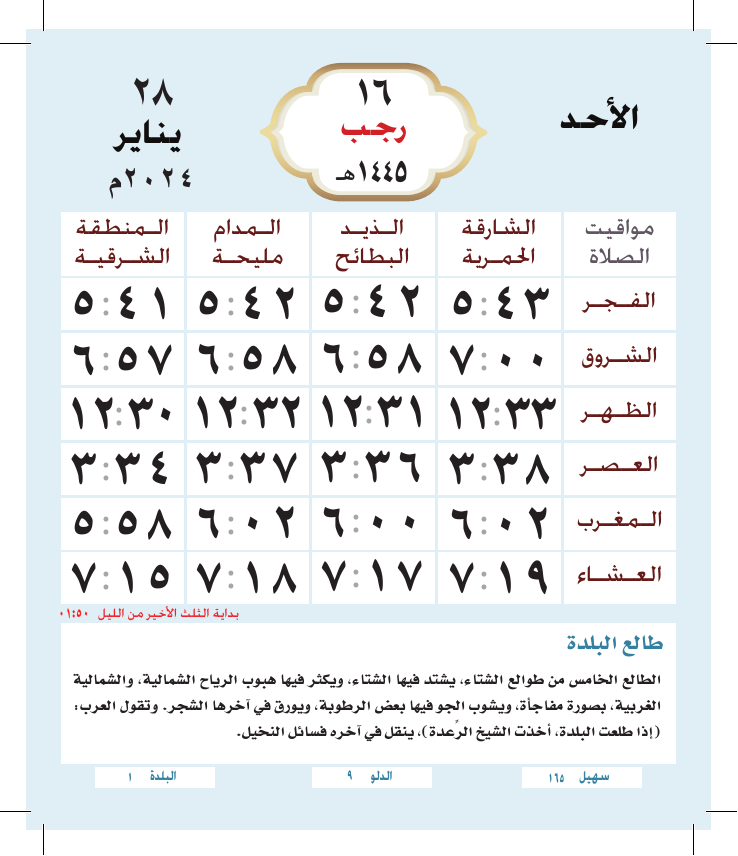 الأحد
١٦
رجب
١٤٤٥هـ
٢٨
يناير
٢٠٢٤م
مواقيت الصلاة
الشارقة الحمرية
الذيد البطائح
المدام مليحة
المنطقة الشرقية
الفجر ٥:٤٣ ٥:٤٢ ٥:٤٢ ٥:٤١
الشروق ٧:٠٠ ٦:٥٨ ٦:٥٨ ٦:٥٧
الظهر ١٢:٣٣ ١٢:٣١ ١٢:٣٢ ١٢:٣٠
العصر ٣:٣٨ ٣:٣٦ ٣:٣٧ ٣:٣٤
المغرب ٦:٠٢ ٦:٠٠ ٦:٠٢ ٥:٥٨
العشاء ٧:١٩ ٧:١٧ ٧:١٨ ٧:١٥
بداية الثلث الأخير من الليل ٠١:٥٠
طالع البلدة
الطالع الخامس من طوالع الشتاء، يشتد فيها الشتاء، ويكثر فيها هبوب الرياح الشمالية، والشمالية
الغربية، بصورة مفاجأة، ويشوب الجو فيها بعض الرطوبة، ويورق في آخرها الشجر. وتقول العرب:
(إذا طلعت البلدة، أخذت الشيخ الرِّعدة)، ينقل في آخره فسائل النخيل.
سهيل ١٦٥
الدلو ٩
البلدة ١